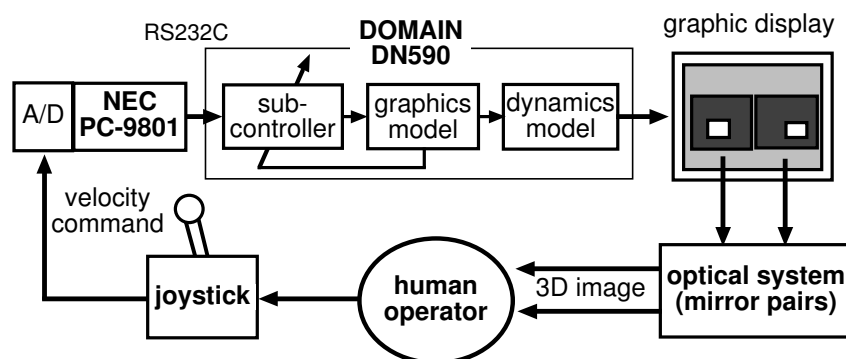 RS232C
DOMAIN
DN590
graphic display
A/D
NEC
PC-9801
sub-
controller
graphics
model
dynamics
model
velocity
command
joystick
human
operator
3D image
optical system
(mirror pairs)